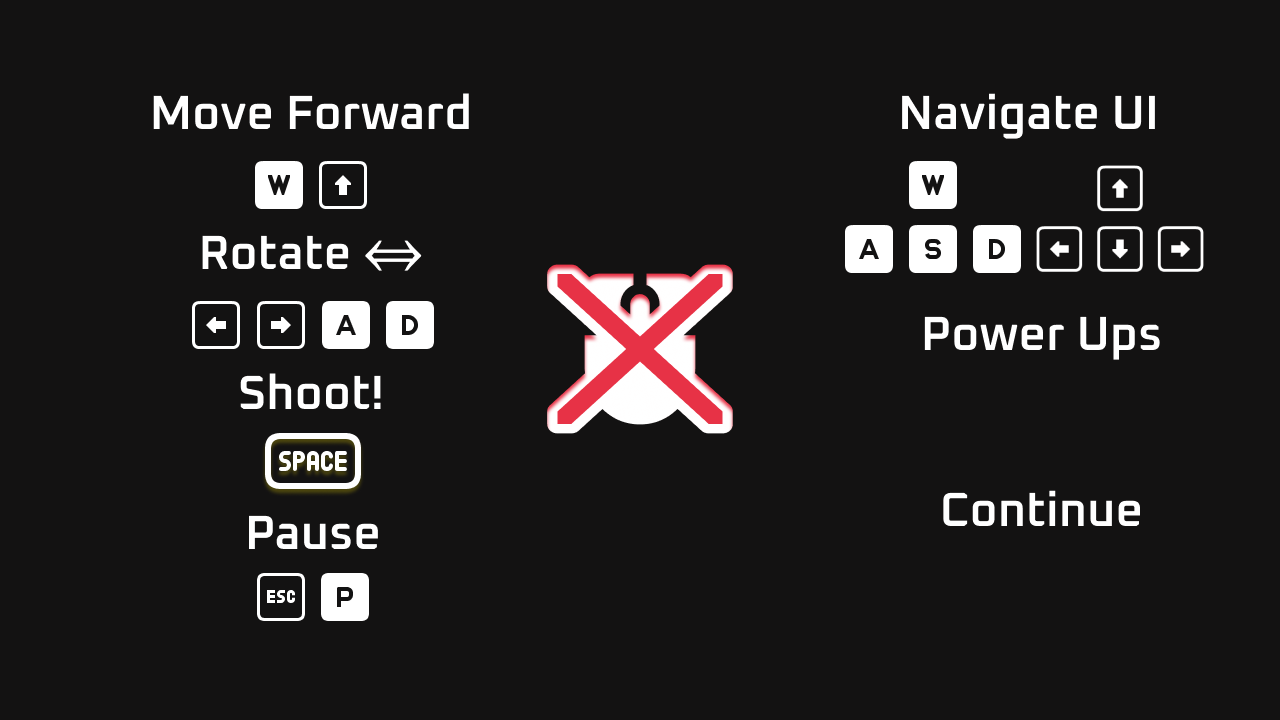 Move Forward
W
Rotate ⇔
A D
Shoot!
SPACE
Pause
ESC P
Navigate UI
W
A S D
Power Ups
Continue